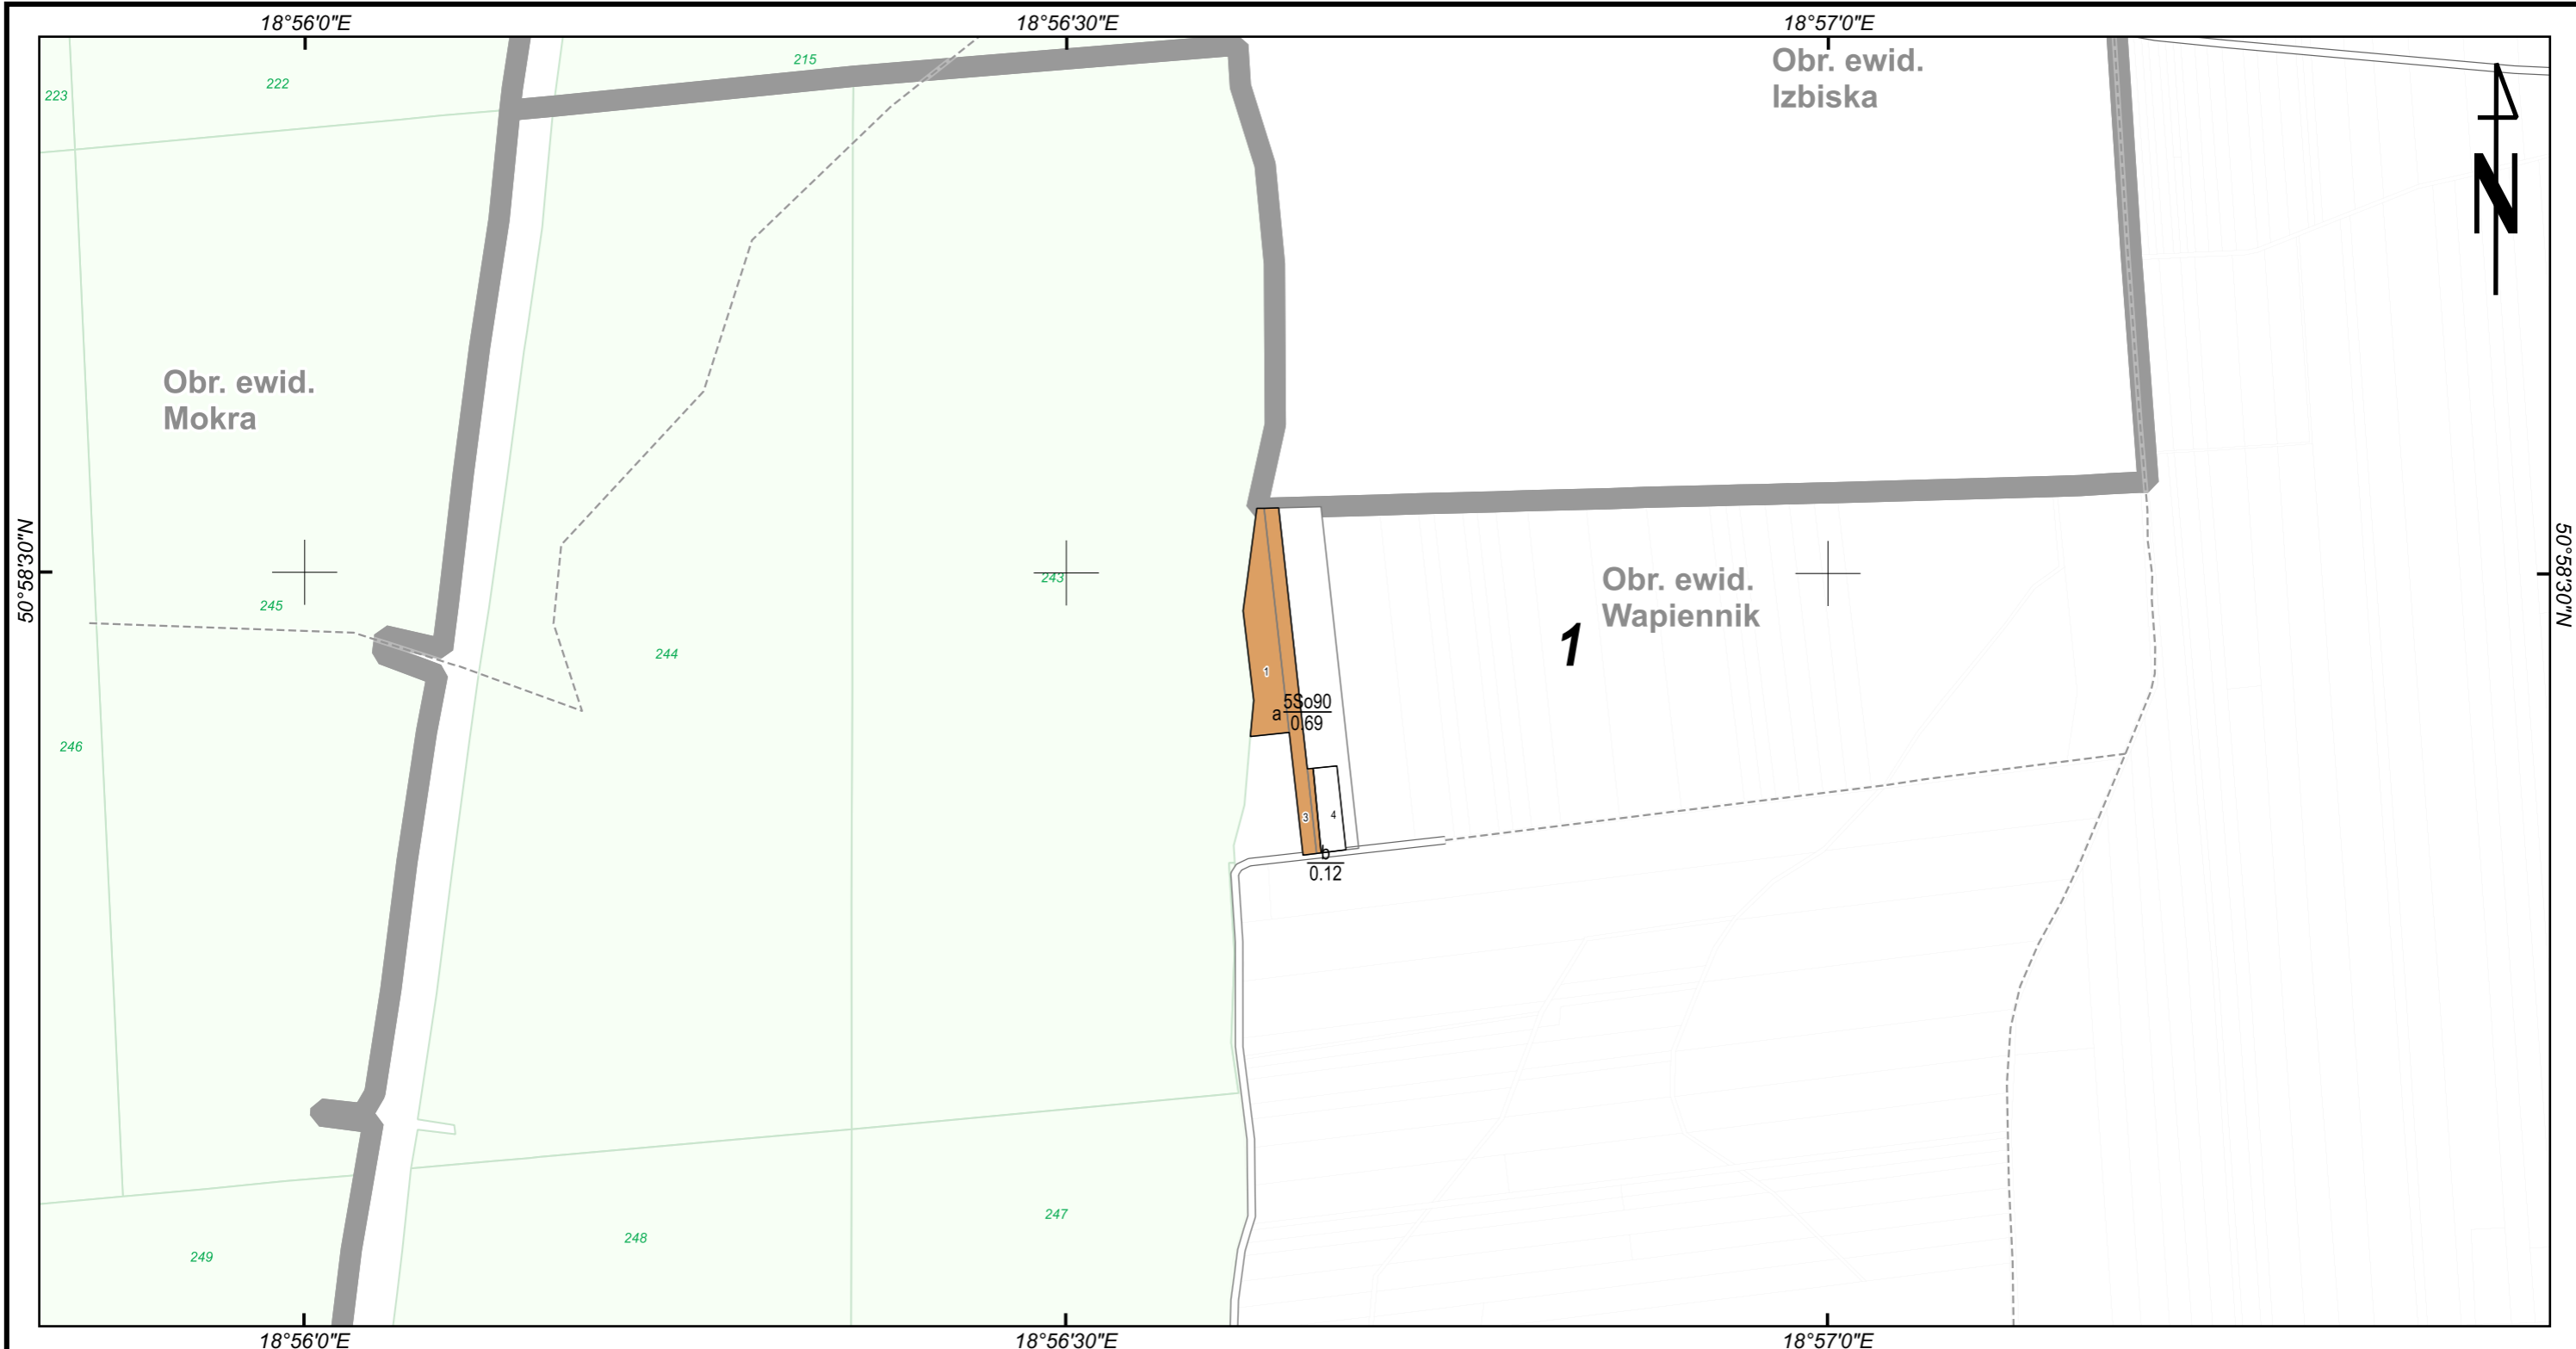 18°56'0"E
18°56'30"E
18°57'0"E
215
Obr. ewid.
Izbiska
222
223
N
Obr. ewid.
Mokra
50°58'30"N
50°58'30"N
243
Obr. ewid.
Wapiennik
245
1
244
1
5So90
a
0.69
246
3
4
b
0.12
247
248
249
18°56'0"E
18°56'30"E
18°57'0"E